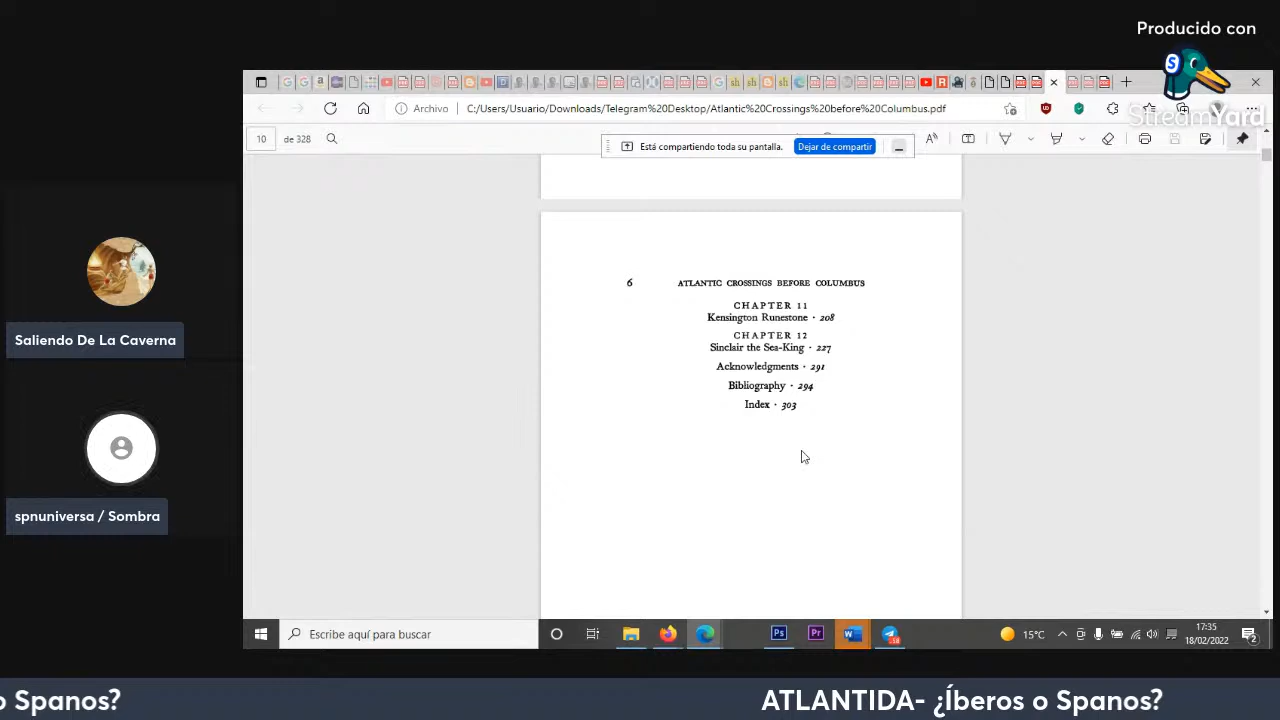 Producido con
StreamYard
Archivo
C:/Users/Usuario/Downloads/Telegram%20Desktop/Atlantic%20Crossings%20before%20Columbus.pdf
10 de 328
Está compartiendo toda su pantalla. Dejar de compartir
6 ATLANTIC CROSSINGS BEFORE COLUMBUS
CHAPTER 11
Kensington Runestone · 208
CHAPTER 12
Sinclair the Sea-King · 227
Acknowledgments · 291
Bibliography · 294
Index · 303
Saliendo De La Caverna
spnuniversa / Sombra
Escribe aquí para buscar
Ps
Pr
15°C
17:35
18/02/2022
2
o Spanos?
ATLANTIDA- ¿Íberos o Spanos?